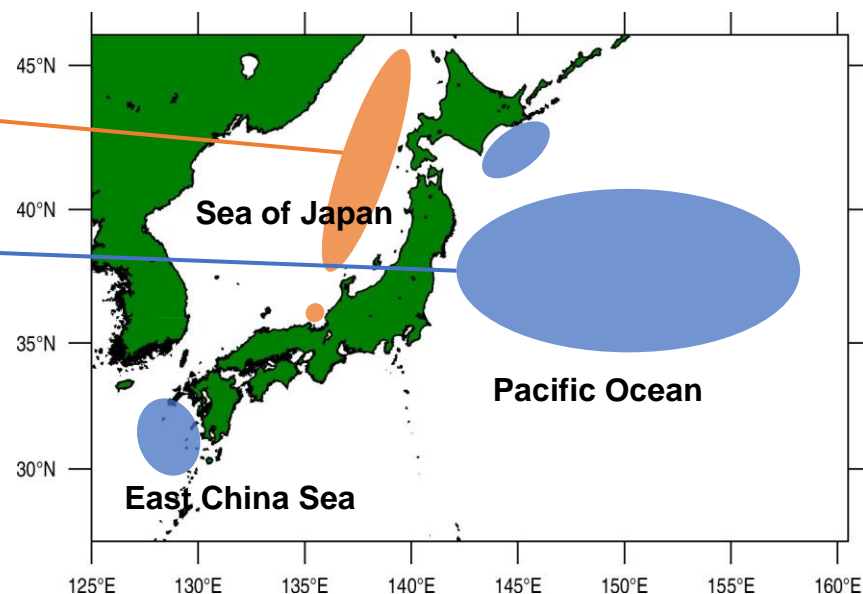 45°N
Sea of Japan
40°N
35°N
Pacific Ocean
30°N
East China Sea
125°E 130°E 135°E 140°E 145°E 150°E 155°E 160°E